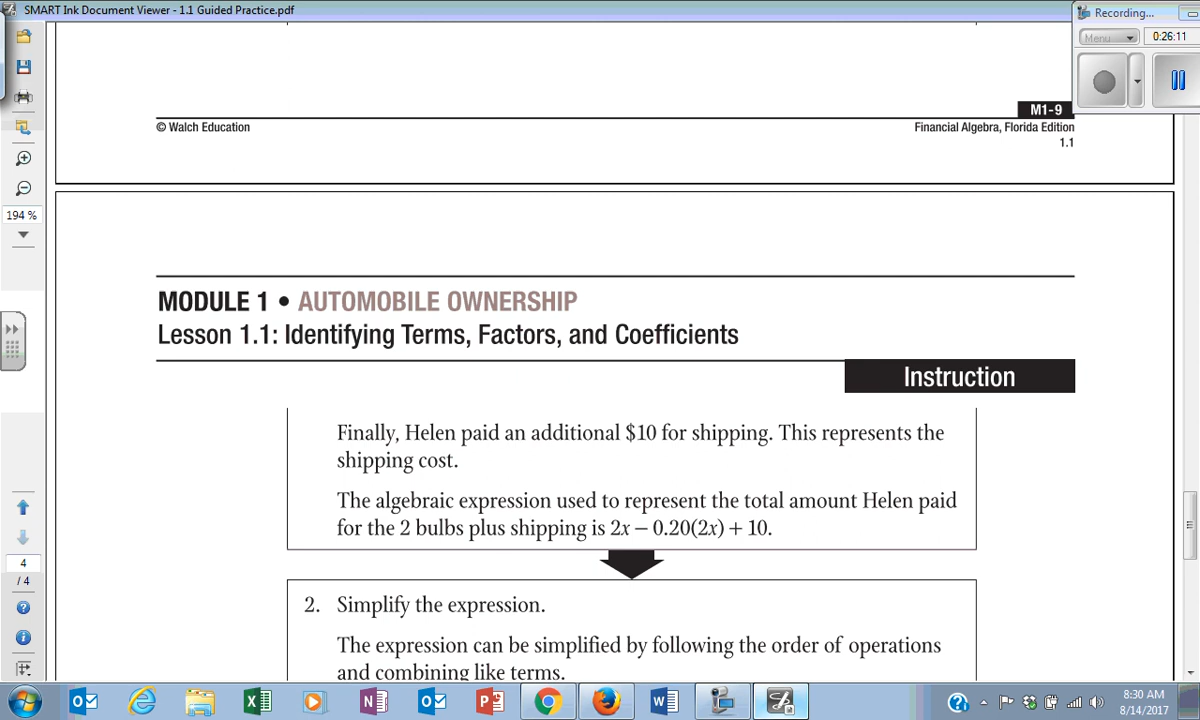 SMART Ink Document Viewer - 1.1 Guided Practice.pdf
Recording...
Menu
0:26:11
M1-9
© Walch Education
Financial Algebra, Florida Edition
1.1
194 %
MODULE 1 • AUTOMOBILE OWNERSHIP
Lesson 1.1: Identifying Terms, Factors, and Coefficients
Instruction
Finally, Helen paid an additional $10 for shipping. This represents the
shipping cost.
The algebraic expression used to represent the total amount Helen paid
for the 2 bulbs plus shipping is 2x – 0.20(2x) + 10.
4
/ 4
2. Simplify the expression.
The expression can be simplified by following the order of operations
and combining like terms.
8:30 AM
8/14/2017